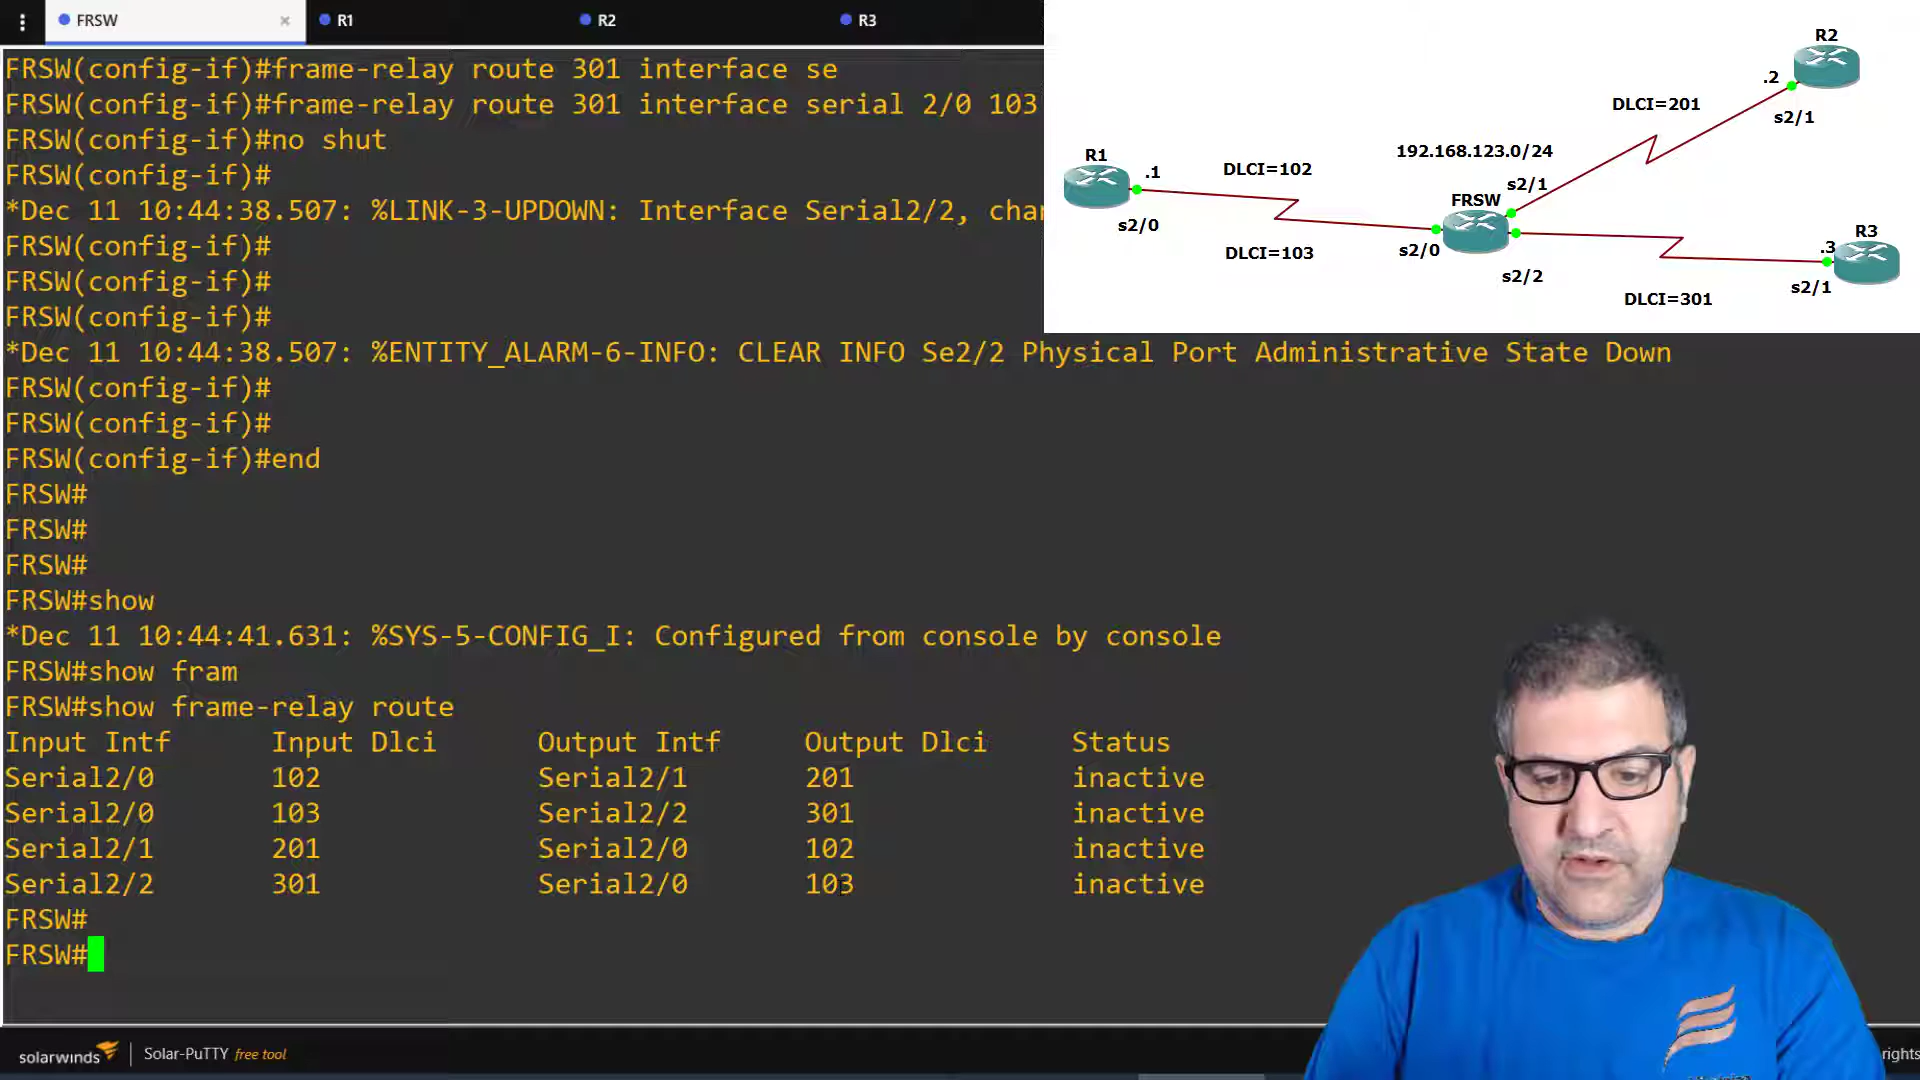 FRSW
R1
R2
R3
FRSW(config-if)#frame-relay route 301 interface se
FRSW(config-if)#frame-relay route 301 interface serial 2/0 103
FRSW(config-if)#no shut
FRSW(config-if)#
*Dec 11 10:44:38.507: %LINK-3-UPDOWN: Interface Serial2/2,
FRSW(config-if)#
FRSW(config-if)#
FRSW(config-if)#
*Dec 11 10:44:38.507: %ENTITY_ALARM-6-INFO: CLEAR INFO Se2/2 Physical Port Administrative State Down
FRSW(config-if)#
FRSW(config-if)#
FRSW(config-if)#end
FRSW#
FRSW#
FRSW#
FRSW#show
*Dec 11 10:44:41.631: %SYS-5-CONFIG_I: Configured from console by console
FRSW#show fram
FRSW#show frame-relay route
Input Intf Input Dlci Output Intf Output Dlci Status
Serial2/0 102 Serial2/1 201 inactive
Serial2/0 103 Serial2/2 301 inactive
Serial2/1 201 Serial2/0 102 inactive
Serial2/2 301 Serial2/0 103 inactive
FRSW#
FRSW#
R2
.2
DLCI=201
s2/1
192.168.123.0/24
R1
.1
DLCI=102
s2/1
FRSW
s2/0
R3
.3
DLCI=103
s2/0
s2/2
s2/1
DLCI=301
solarwinds
Solar-PuTTY free tool
rights